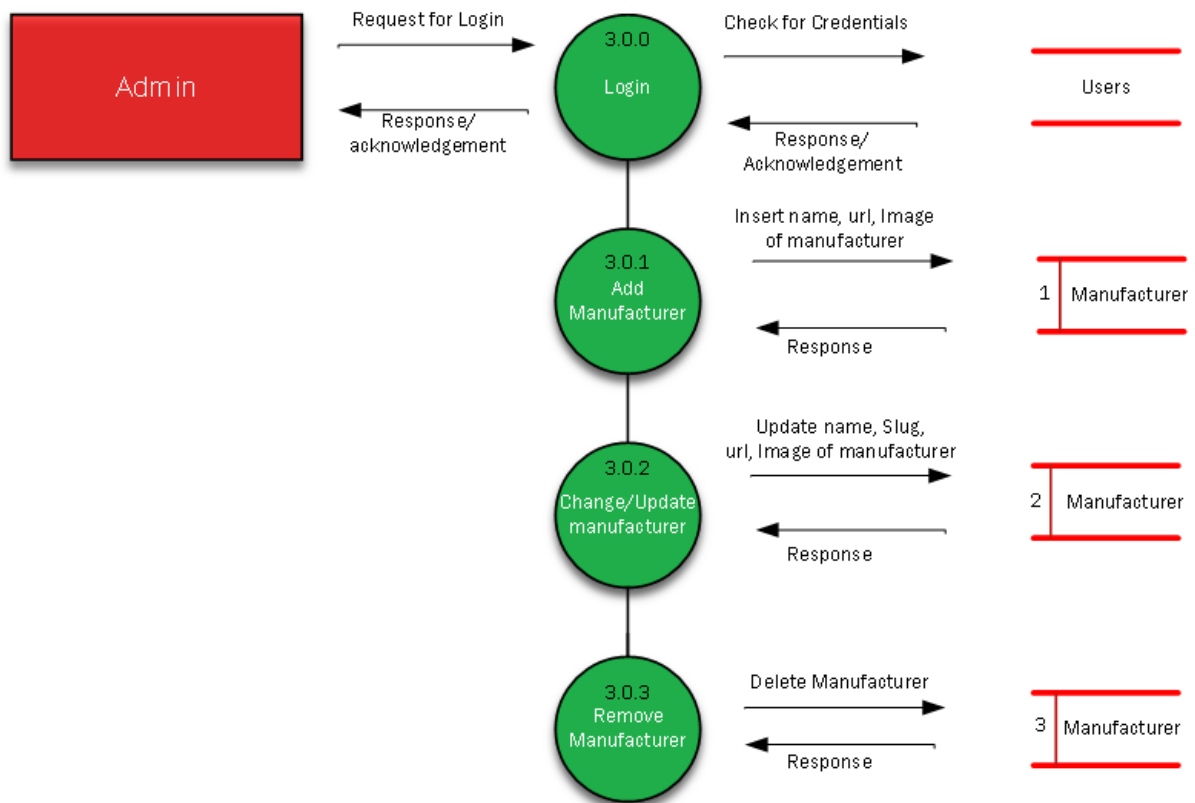 Admin
Request for Login
Response/
acknowledgement
3.0.0
Login
Check for Credentials
Response/
Acknowledgement
Users
3.0.1
Add
Manufacturer
Insert name, url, Image
of manufacturer
Response
1 Manufacturer
3.0.2
Change/Update
manufacturer
Update name, Slug,
url, Image of manufacturer
Response
2 Manufacturer
3.0.3
Remove
Manufacturer
Delete Manufacturer
Response
3 Manufacturer